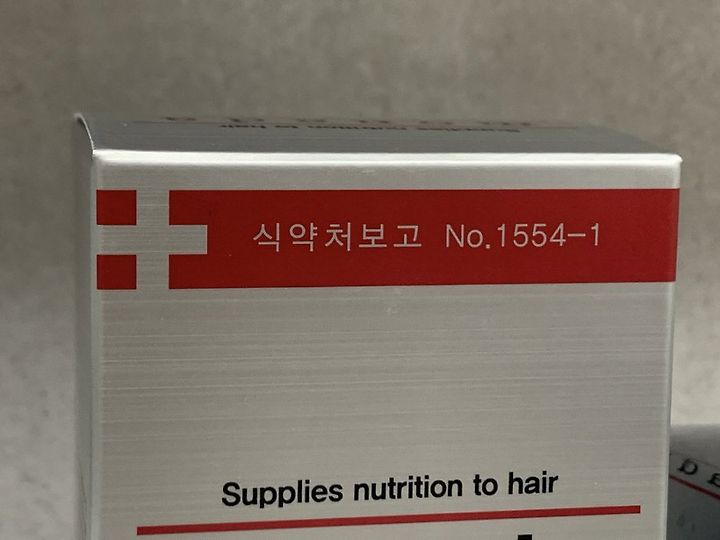 식약처보고 No.1554-1
Supplies nutrition to hair